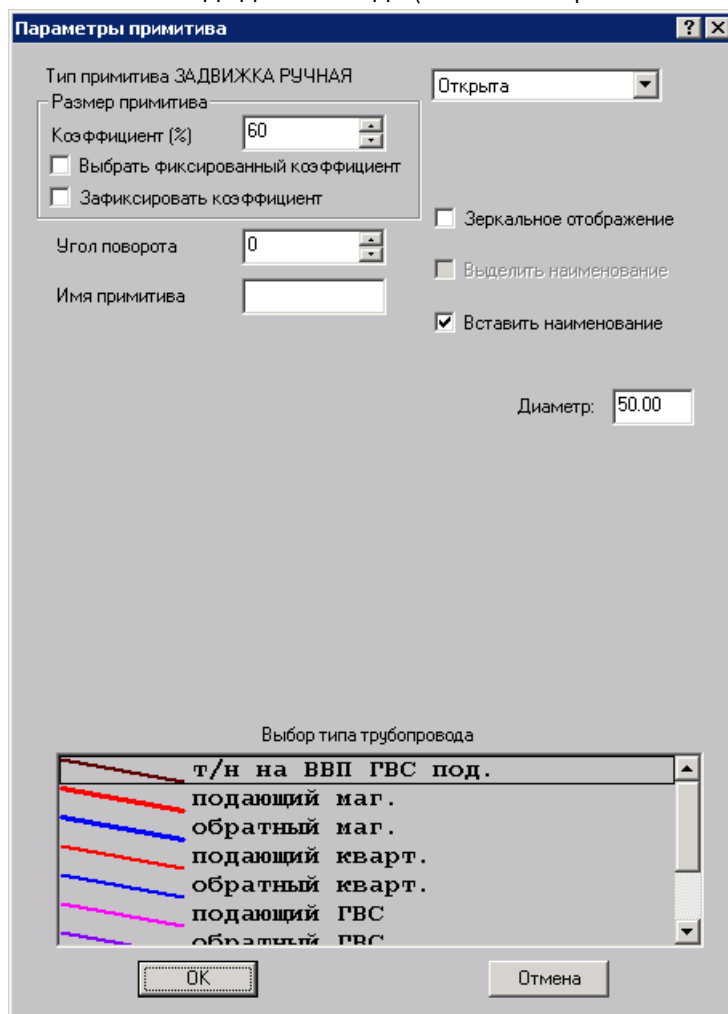 Параметры примитива
Тип примитива ЗАДВИЖКА РУЧНАЯ
Открыта
Размер примитива
Коэффициент (%) 60
Выбрать фиксированный коэффициент
Зафиксировать коэффициент
Зеркальное отображение
Угол поворота 0
Выделить наименование
Имя примитива
Вставить наименование
Диаметр: 50.00
Выбор типа трубопровода
т/н на ВВП ГВС под.
подающий маг.
обратный маг.
подающий кварт.
обратный кварт.
подающий ГВС
обратный ГВС
OK Отмена